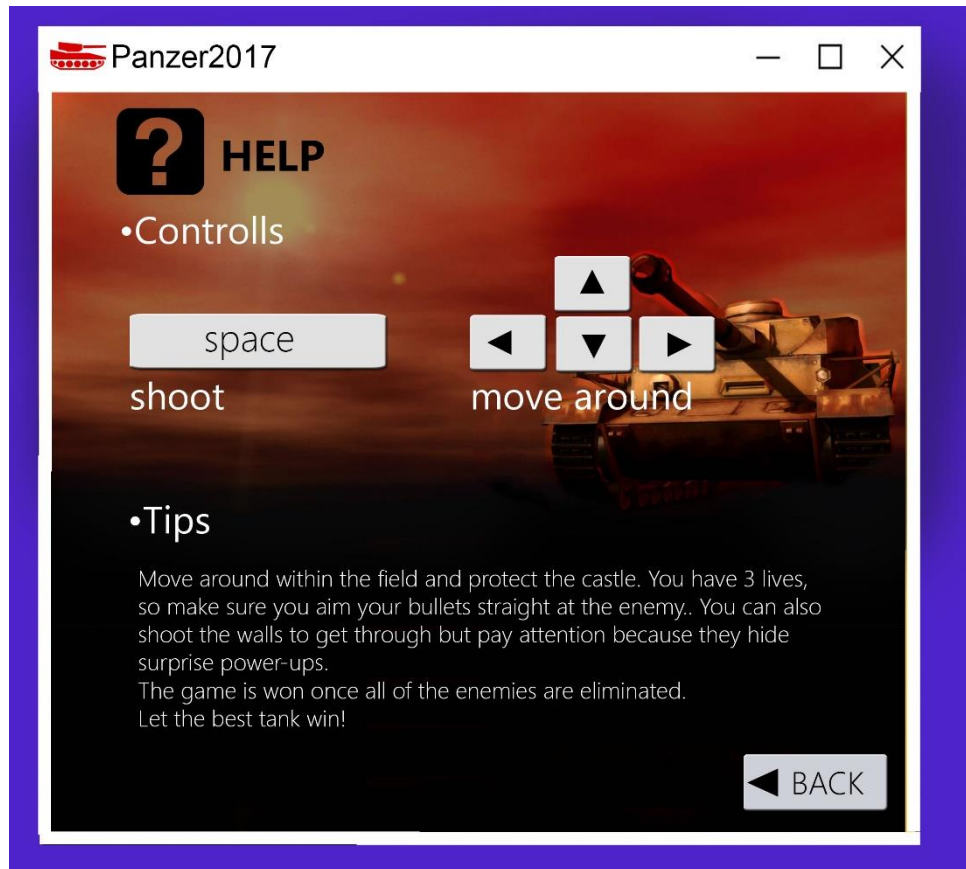 Panzer2017
? HELP
•Controlls
space
shoot
move around
•Tips
Move around within the field and protect the castle. You have 3 lives,
so make sure you aim your bullets straight at the enemy.. You can also
shoot the walls to get through but pay attention because they hide
surprise power-ups.
The game is won once all of the enemies are eliminated.
Let the best tank win!
BACK